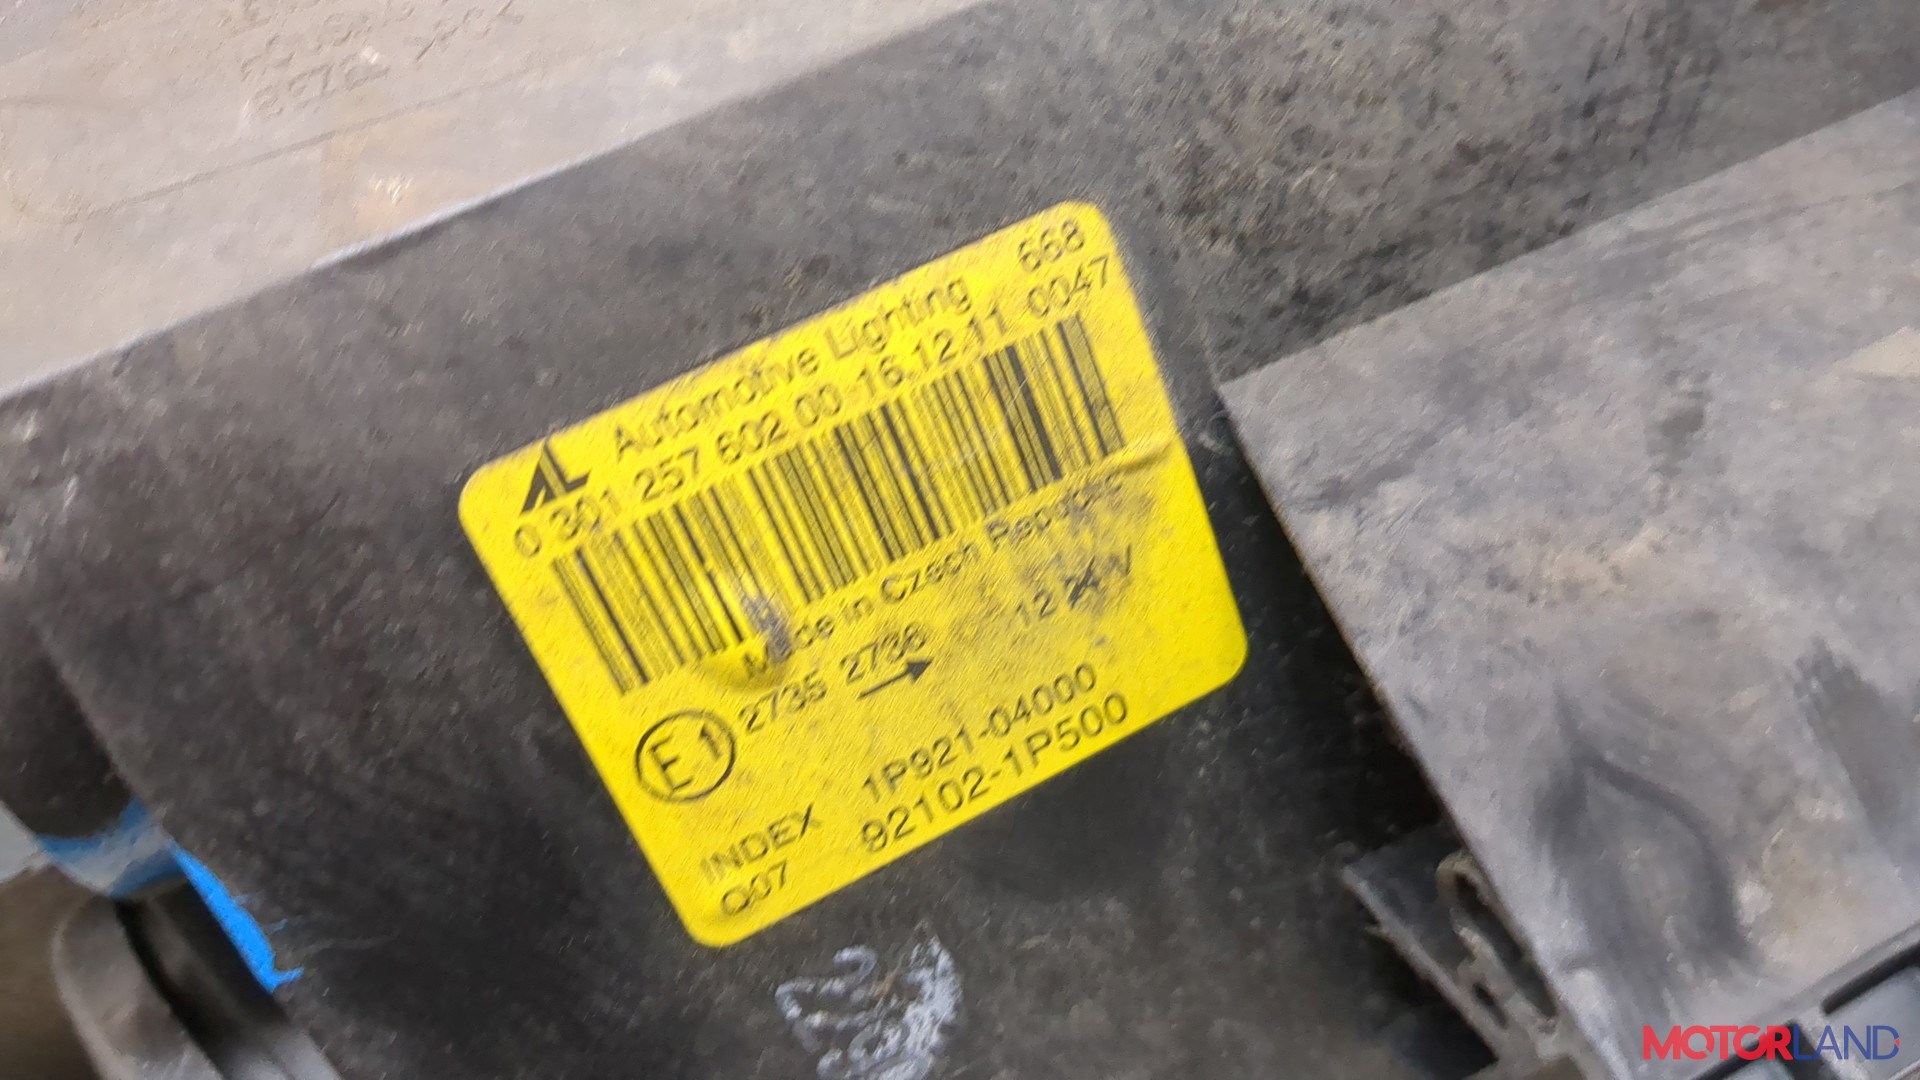 AL Automotive Lighting 668
0 301 257 602 00 16.12.11 0047
Made in Czech Republic
E1 2735 2736 12 24 V
INDEX 1P921-04000
Q07 92102-1P500
MOTORLAND